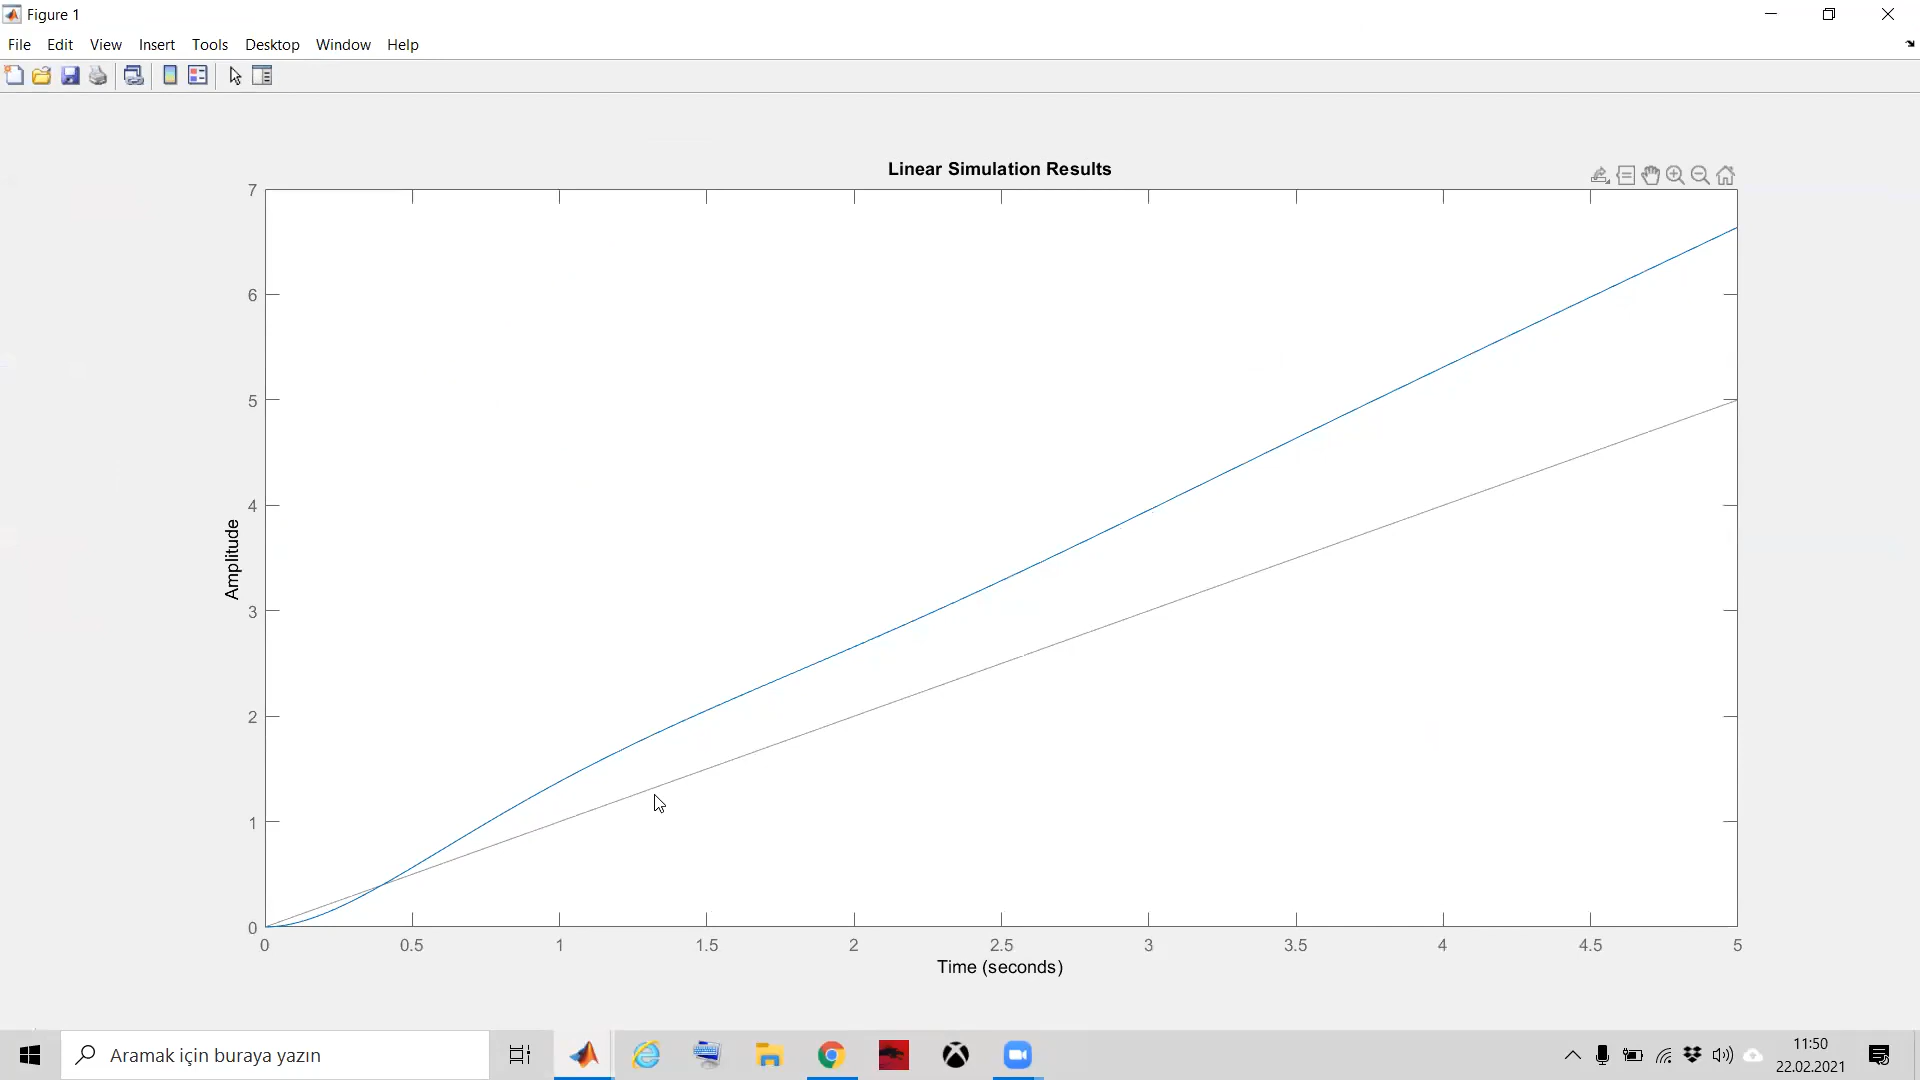 Figure 1
File Edit View Insert Tools Desktop Window Help
Linear Simulation Results
7
6
5
4
3
2
1
0
Amplitude
0 0.5 1 1.5 2 2.5 3 3.5 4 4.5 5
Time (seconds)
Aramak için buraya yazın
11:50
22.02.2021